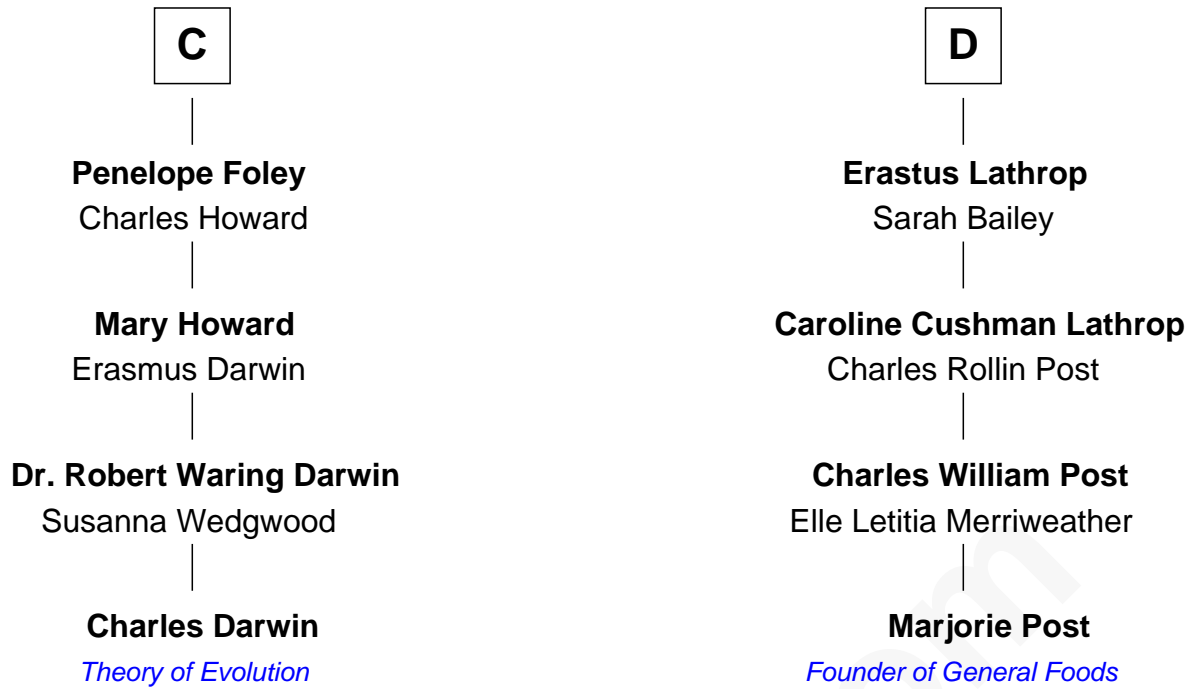 C
Penelope Foley
Charles Howard
Mary Howard
Erasmus Darwin
Dr. Robert Waring Darwin
Susanna Wedgwood
Charles Darwin
Theory of Evolution
D
Erastus Lathrop
Sarah Bailey
Caroline Cushman Lathrop
Charles Rollin Post
Charles William Post
Elle Letitia Merriweather
Marjorie Post
Founder of General Foods